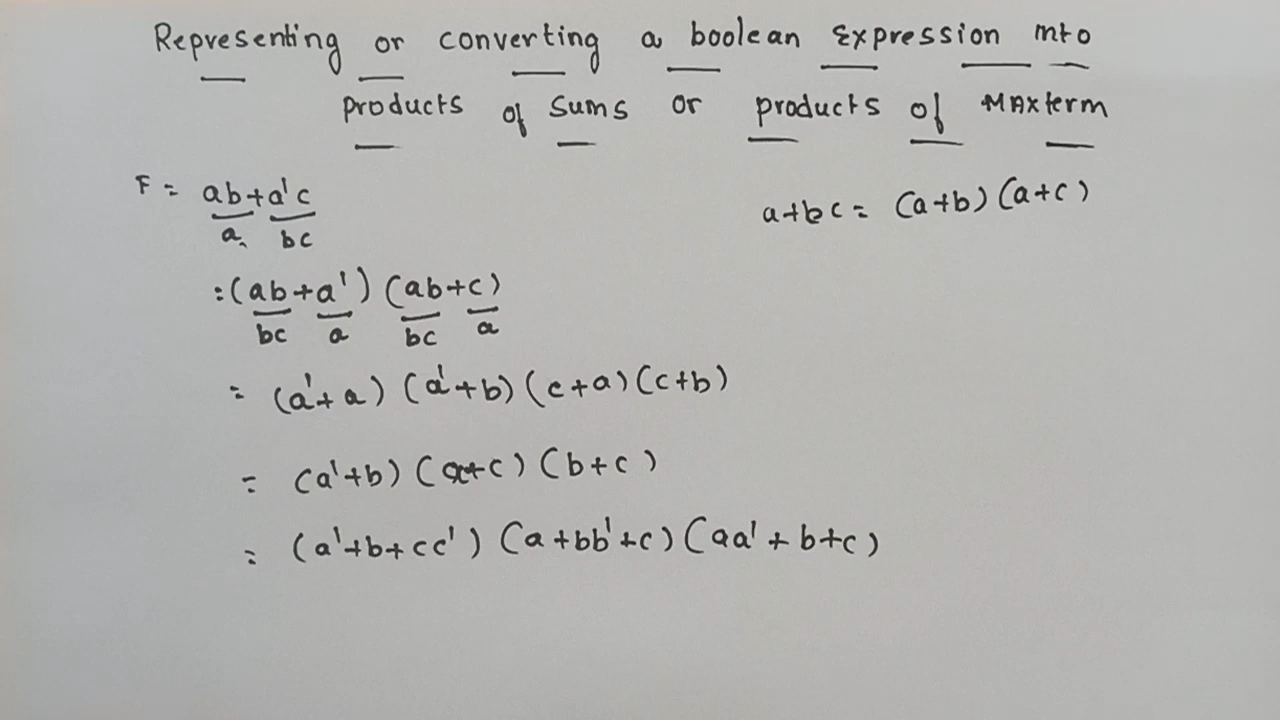 Representing or converting a boolean Expression into
products of sums or products of MAXterm
F = ab+a'c
a bc
a+bc = (a+b) (a+c)
=(ab+a') (ab+c)
bc a bc a
= (a'+a) (a'+b) (c+a) (c+b)
= (a'+b) (a+c) (b+c)
= (a'+b+cc') (a+bb'+c) (aa'+b+c)